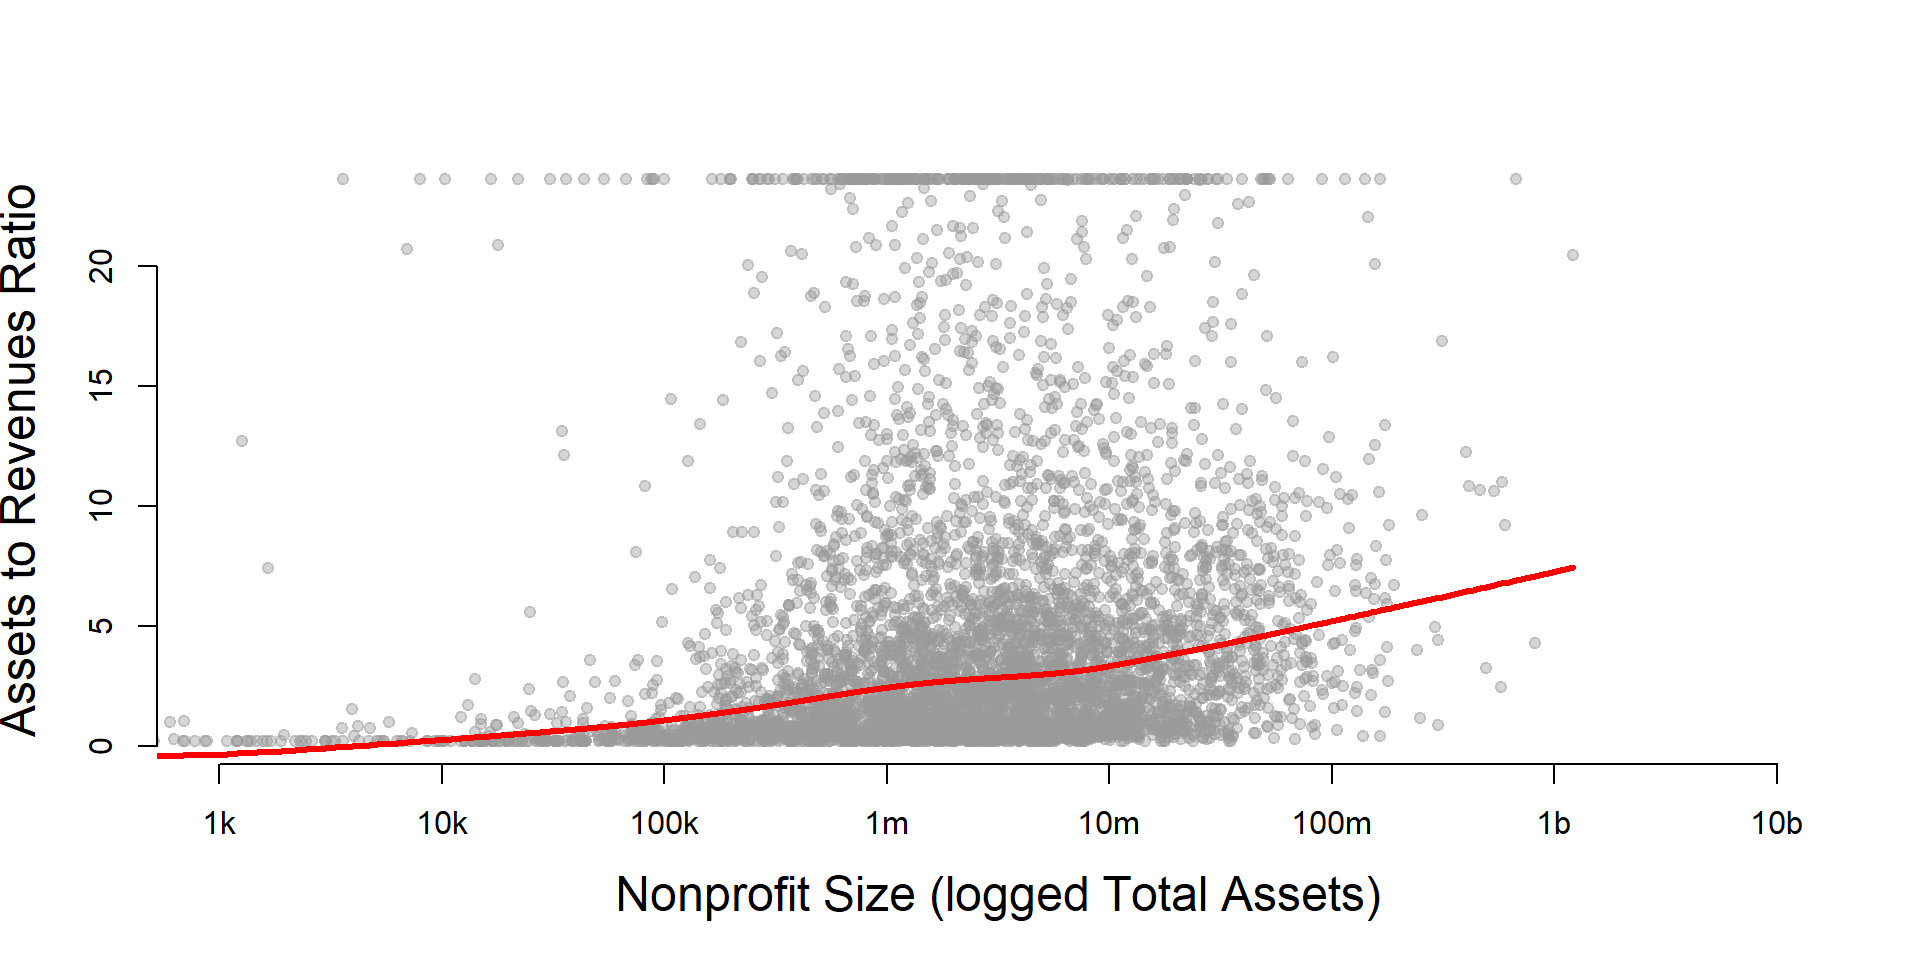 Assets to Revenues Ratio
20
15
10
5
0
1k 10k 100k 1m 10m 100m 1b 10b
Nonprofit Size (logged Total Assets)